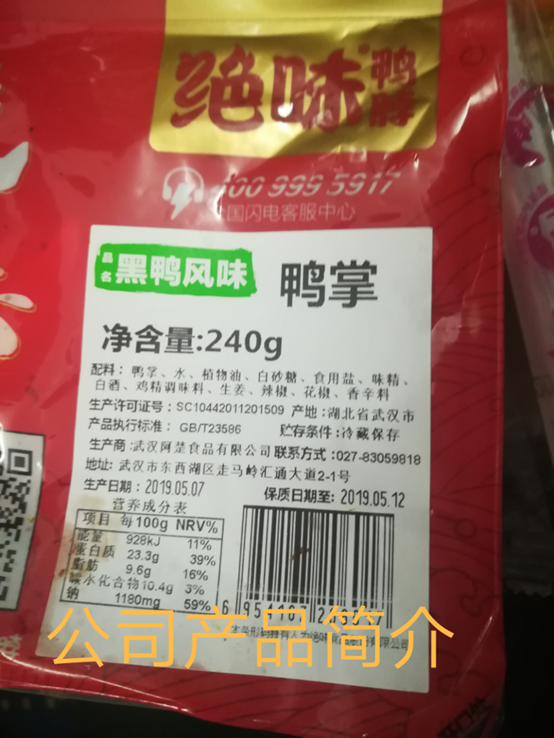 绝味鸭脖
400 999 5917
全国闪电客服中心
品名 黑鸭风味 鸭掌
净含量:240g
配料: 鸭掌、水、植物油、白砂糖、食用盐、味精、
白酒、鸡精调味料、生姜、辣椒、花椒、香辛料
生产许可证号: SC10442011201509 产地:湖北省武汉市
产品执行标准: GB/T23586 贮存条件:冷藏保存
生产商:武汉阿楚食品有限公司 联系方式:027-83059818
地址: 武汉市东西湖区走马岭汇通大道2-1号
生产日期: 2019.05.07 保质日期至: 2019.05.12
营养成分表
项目 每100g NRV%
能量 928kJ 11%
蛋白质 23.3g 39%
脂肪 9.6g 16%
碳水化合物 10.4g 3%
钠 1180mg 59%
公司产品简介